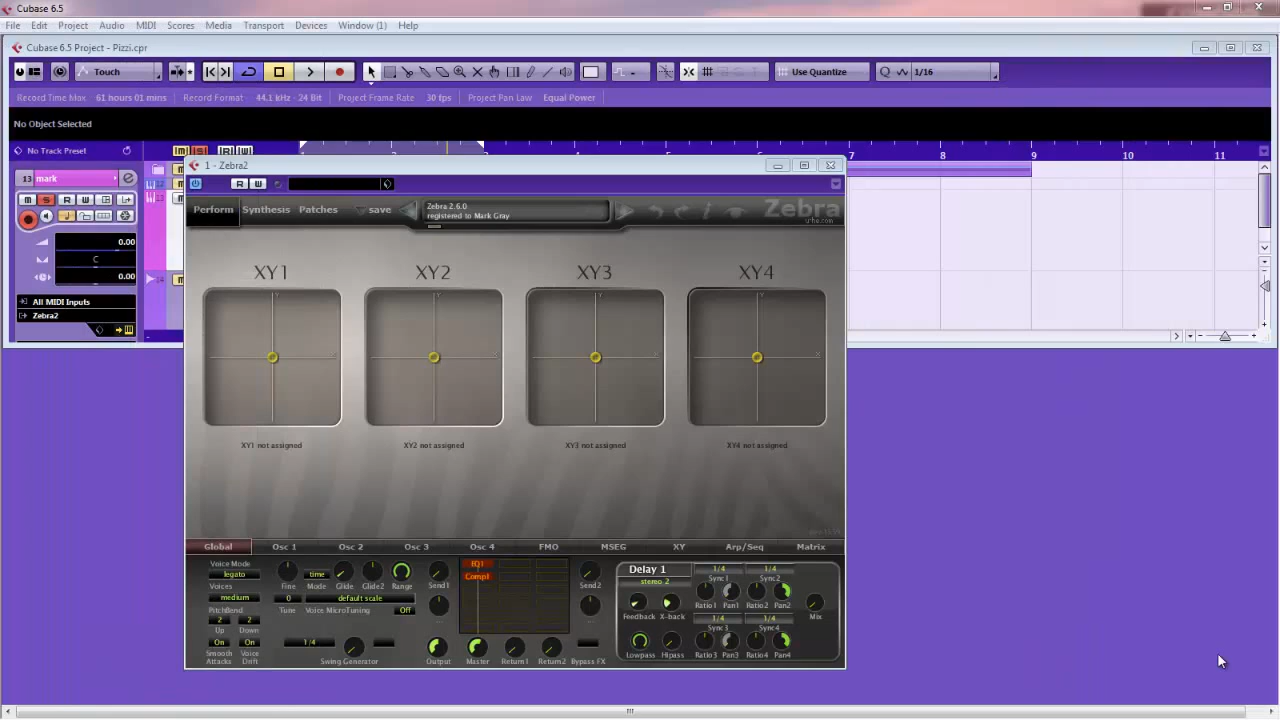 Cubase 6.5
File Edit Project Audio MIDI Scores Media Transport Devices Window (1) Help
Cubase 6.5 Project - Pizzi.cpr
Touch Use Quantize Q 1/16
Record Time Max 61 hours 01 mins Record Format 44.1 kHz - 24 Bit Project Frame Rate 30 fps Project Pan Law Equal Power
No Object Selected
No Track Preset
7 8 9 10 11
1 - Zebra2
13 mark
R W
Perform Synthesis Patches save
Zebra 2.6.0
registered to Mark Gray
Zebra
u-he.com
0.00
C
0.00
All MIDI Inputs
Zebra2
XY1 XY2 XY3 XY4
XY1 not assigned XY2 not assigned XY3 not assigned XY4 not assigned
Global Osc 1 Osc 2 Osc 3 Osc 4 FMO MSEG XY Arp/Seq Matrix
Voice Mode
legato
Voices
medium
PitchBend
2 2
Up Down
On On
Smooth Attacks Voice Drift
Fine Mode time Glide Glide2 Range
0 default scale
Tune Voice MicroTuning Off
1/4
Swing Generator
Send1
Output
EQ1
Comp1
Master Return1 Return2 Bypass FX
Send2
Delay 1
stereo 2
1/4 1/4
Sync1 Sync2
Feedback X-back Ratio1 Pan1 Ratio2 Pan2
1/4 1/4
Sync3 Sync4
Mix
Lowpass Hipass Ratio3 Pan3 Ratio4 Pan4